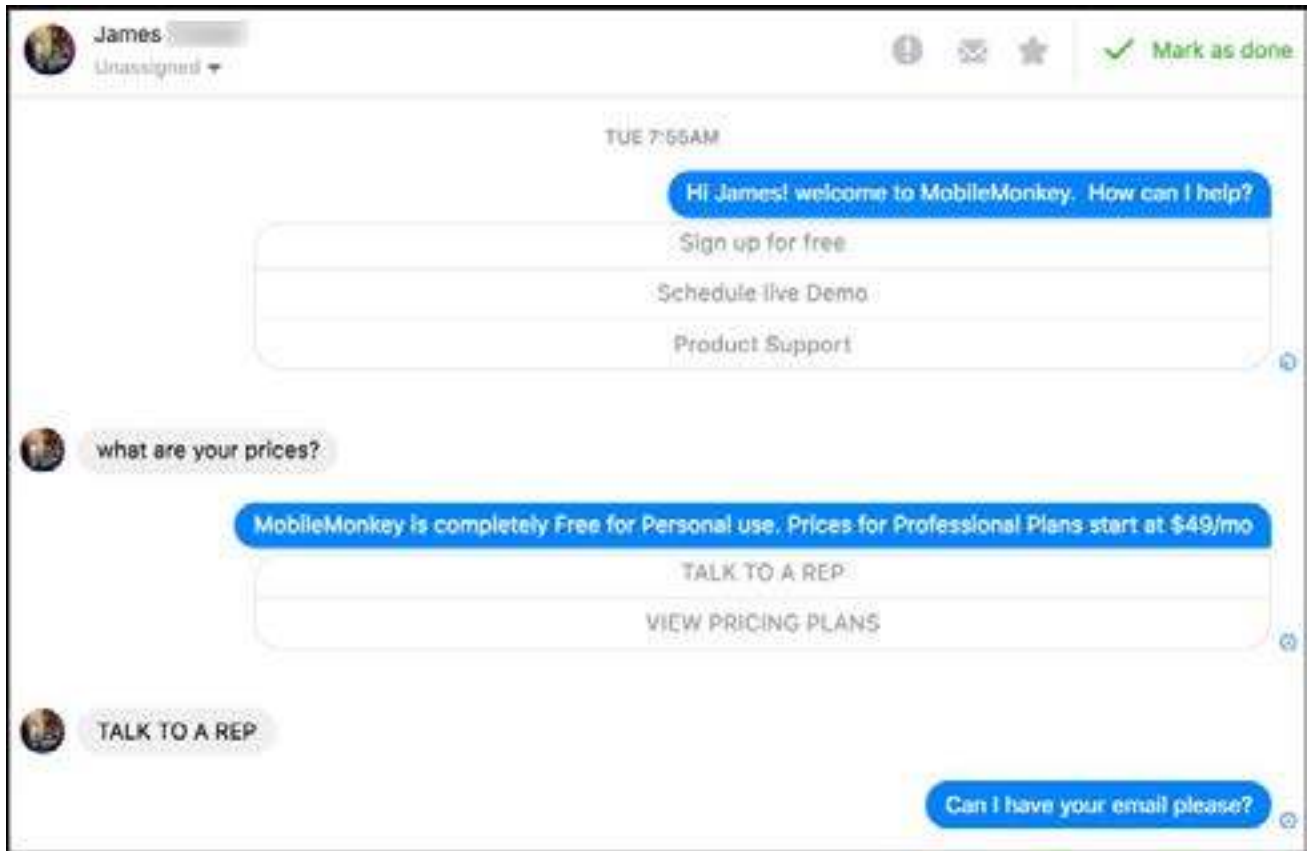 James
Unassigned
Mark as done
TUE 7:55AM
Hi James! welcome to MobileMonkey. How can I help?
Sign up for free
Schedule live Demo
Product Support
what are your prices?
MobileMonkey is completely Free for Personal use. Prices for Professional Plans start at $49/mo
TALK TO A REP
VIEW PRICING PLANS
TALK TO A REP
Can I have your email please?